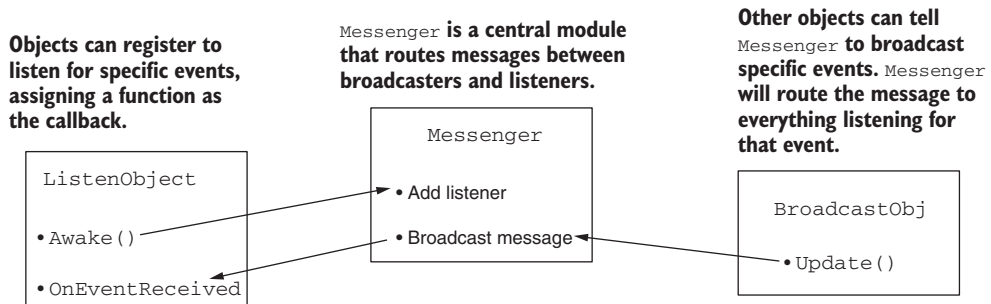 Objects can register to
listen for specific events,
assigning a function as
the callback.
ListenObject
• Awake()
• OnEventReceived
Messenger is a central module
that routes messages between
broadcasters and listeners.
Messenger
• Add listener
• Broadcast message
Other objects can tell
Messenger to broadcast
specific events. Messenger
will route the message to
everything listening for
that event.
BroadcastObj
• Update()